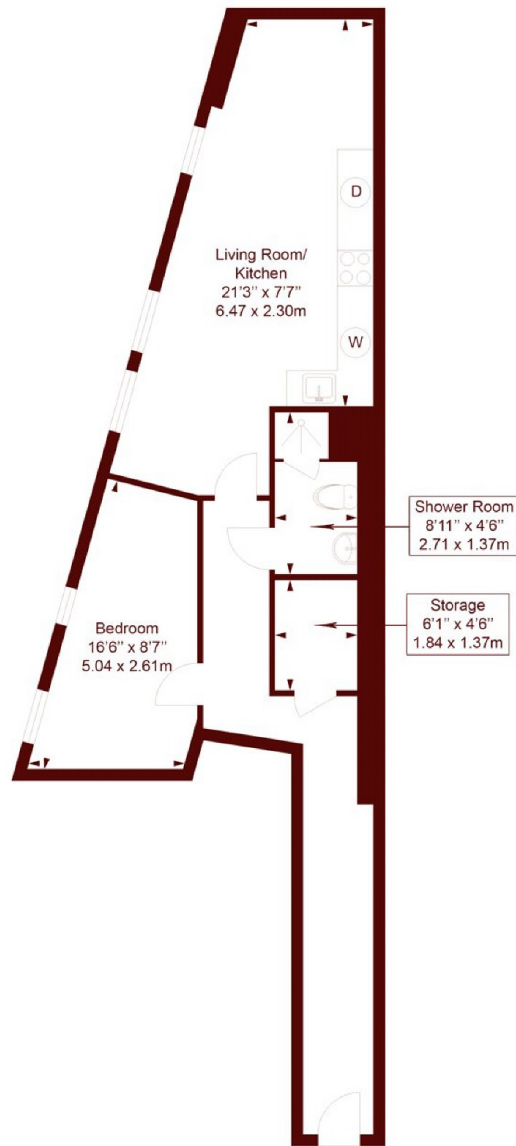 D
Living Room/
Kitchen
21'3" x 7'7"
6.47 x 2.30m
W
Shower Room
8'11" x 4'6"
2.71 x 1.37m
Storage
6'1" x 4'6"
1.84 x 1.37m
Bedroom
16'6" x 8'7"
5.04 x 2.61m